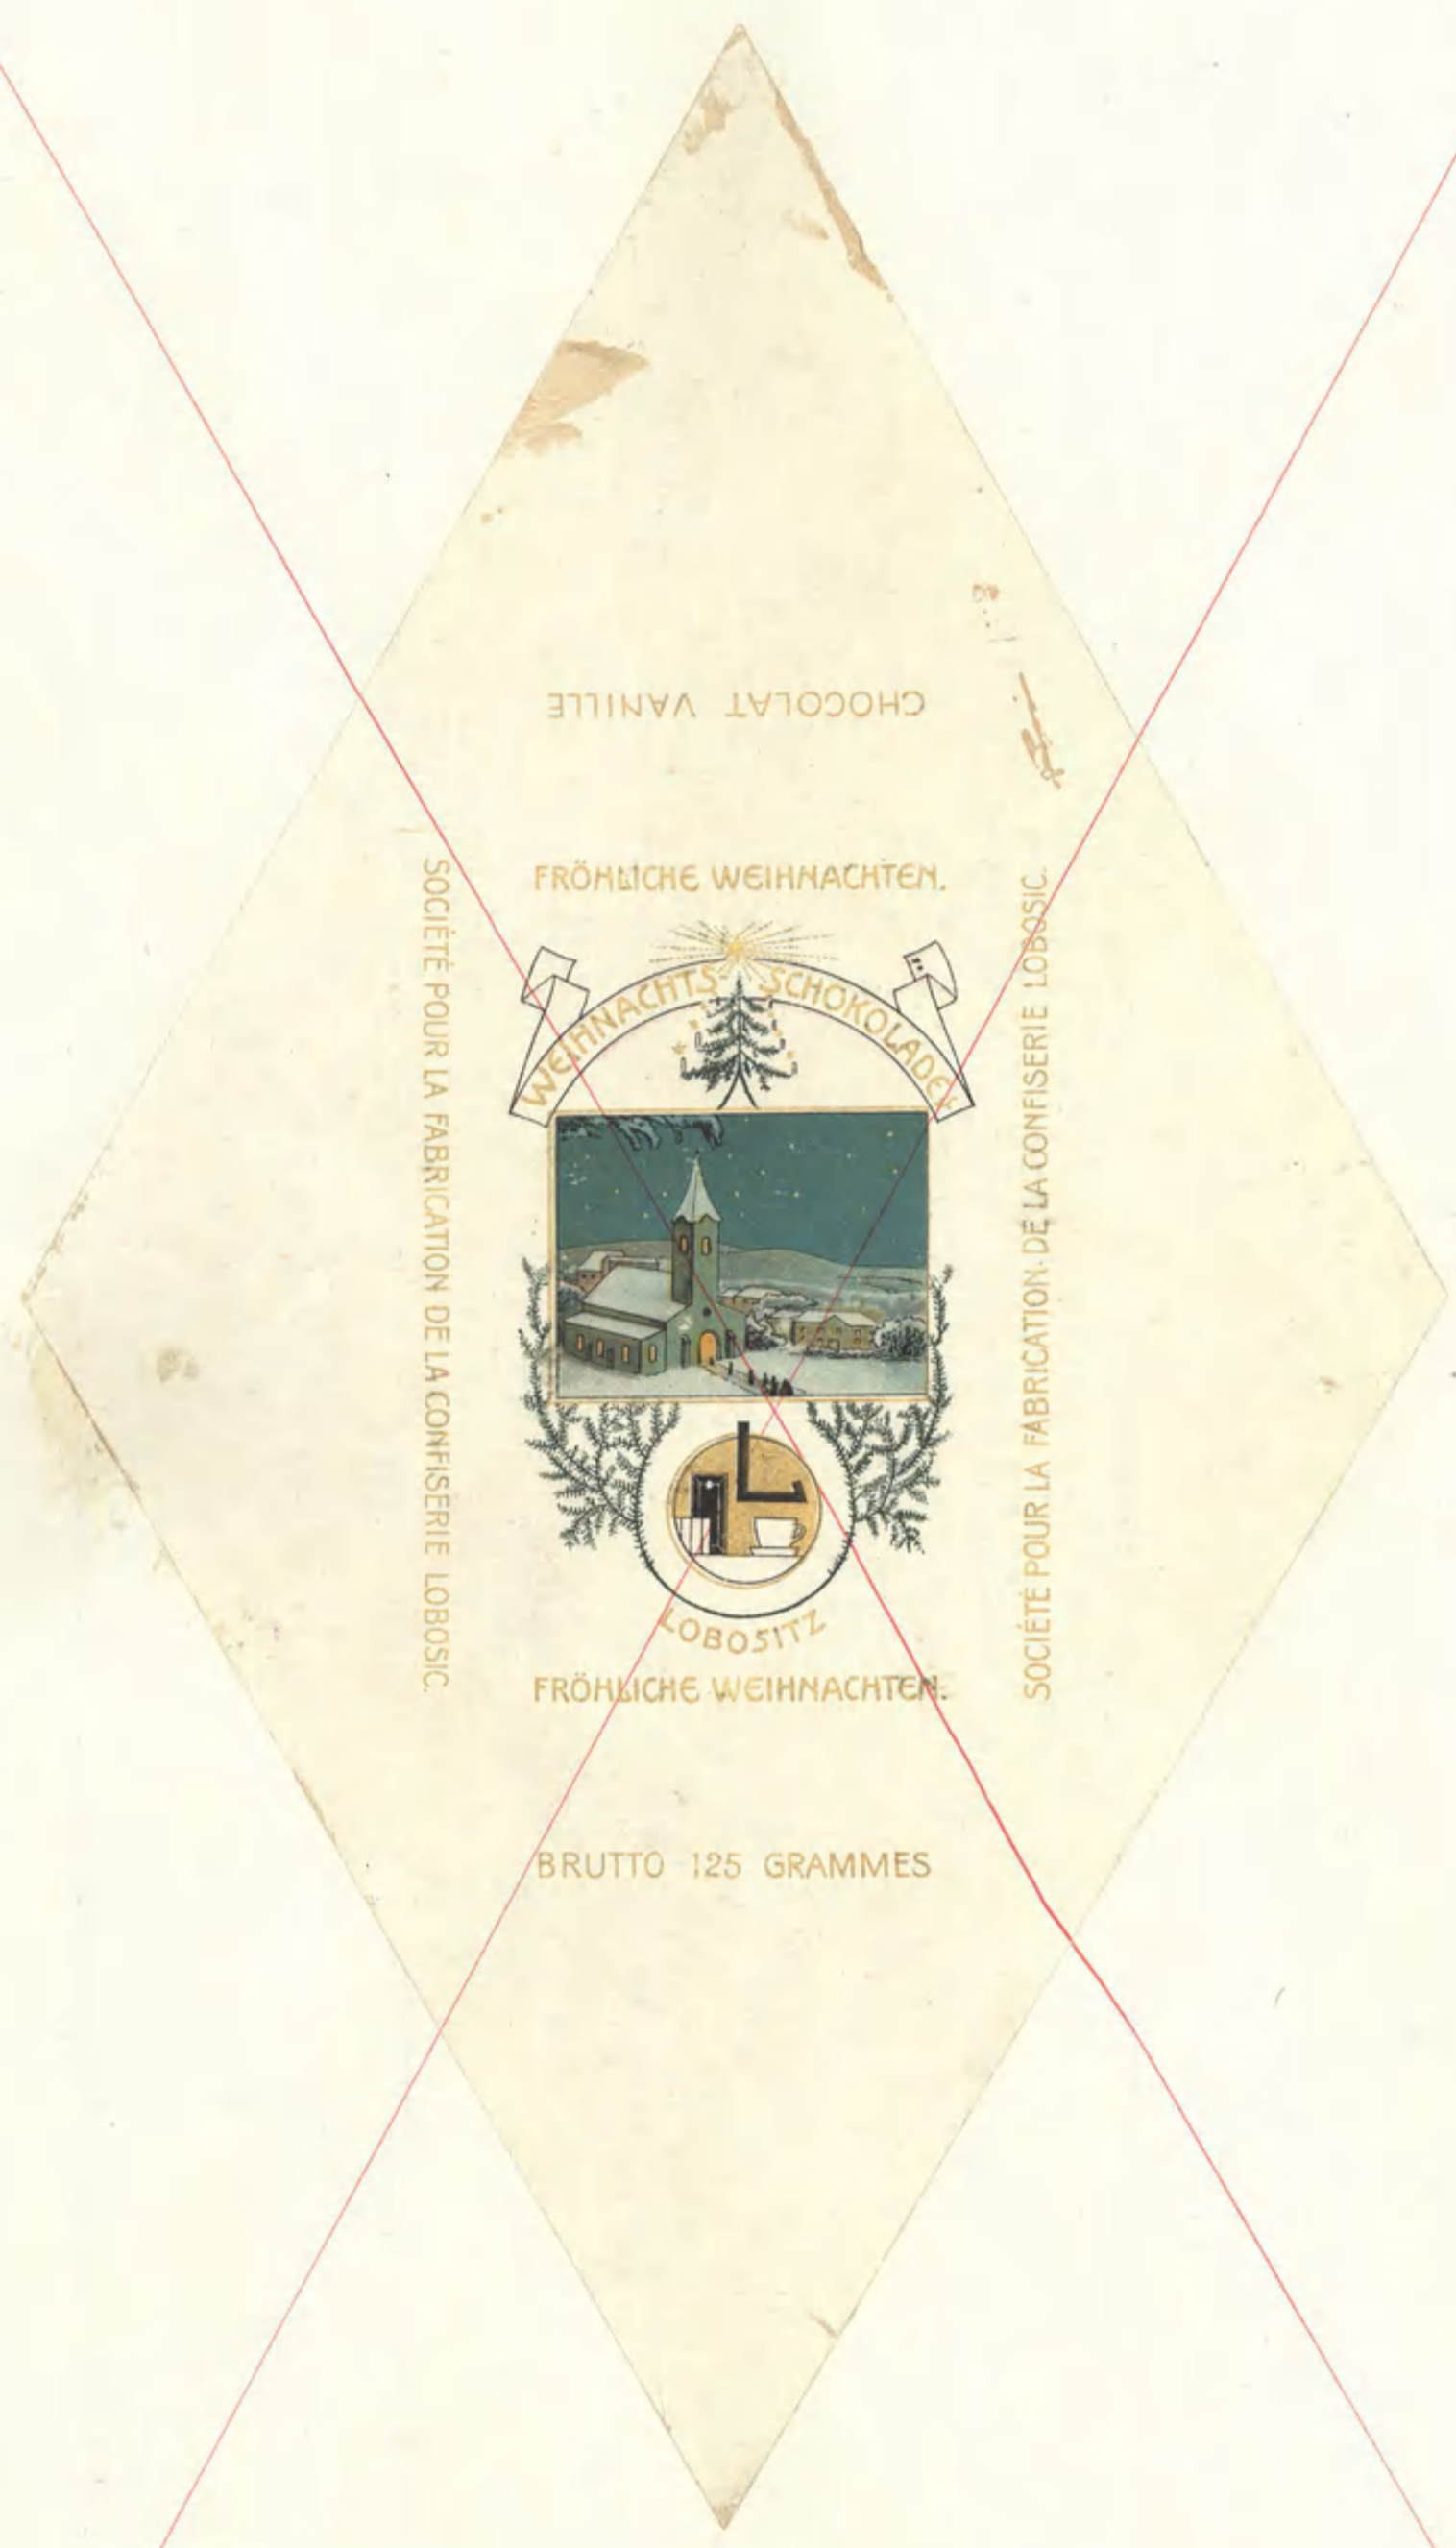 CHOCOLAT VANILLE
FRÖHLICHE WEIHNACHTEN.
WEIHNACHTS-SCHOKOLADE
SOCIÉTÉ POUR LA FABRICATION DE LA CONFISERIE LOBOSIC.
SOCIÉTÉ POUR LA FABRICATION DE LA CONFISERIE LOBOSIC.
L
LOBOSITZ
FRÖHLICHE WEIHNACHTEN.
BRUTTO 125 GRAMMES